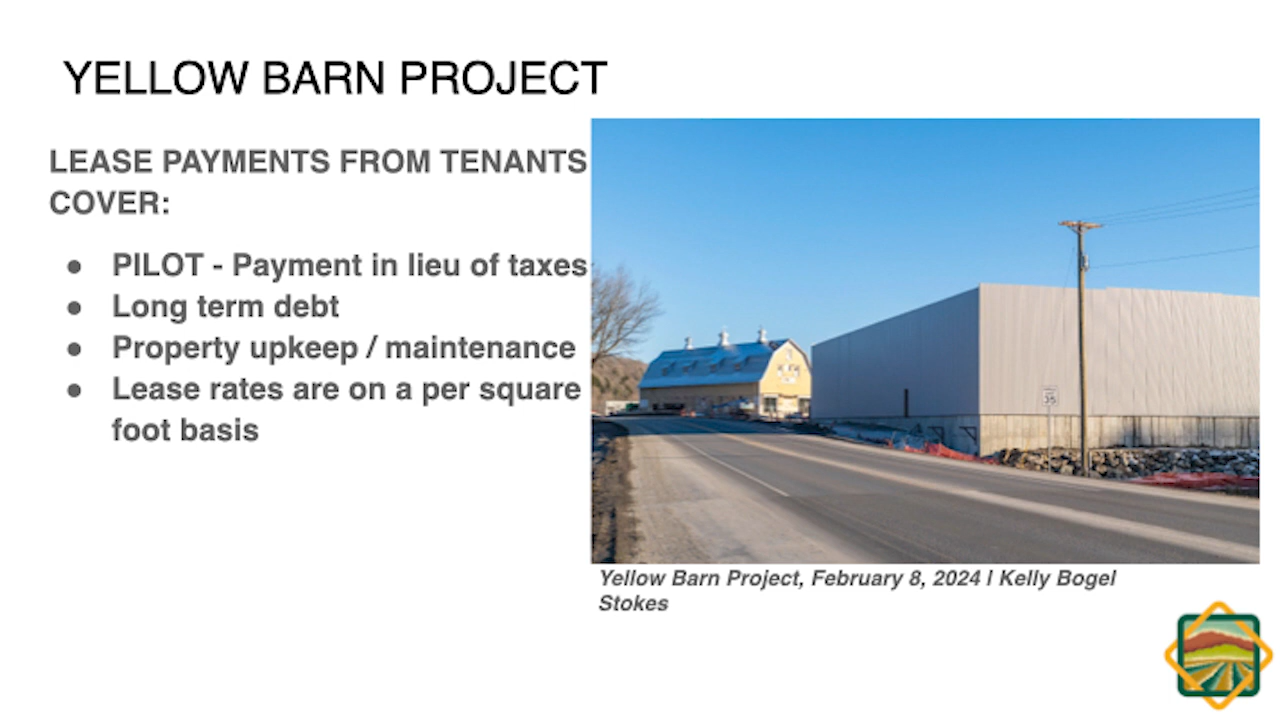 YELLOW BARN PROJECT
LEASE PAYMENTS FROM TENANTS
COVER:
● PILOT - Payment in lieu of taxes
● Long term debt
● Property upkeep / maintenance
● Lease rates are on a per square
foot basis
35
Yellow Barn Project, February 8, 2024 I Kelly Bogel
Stokes